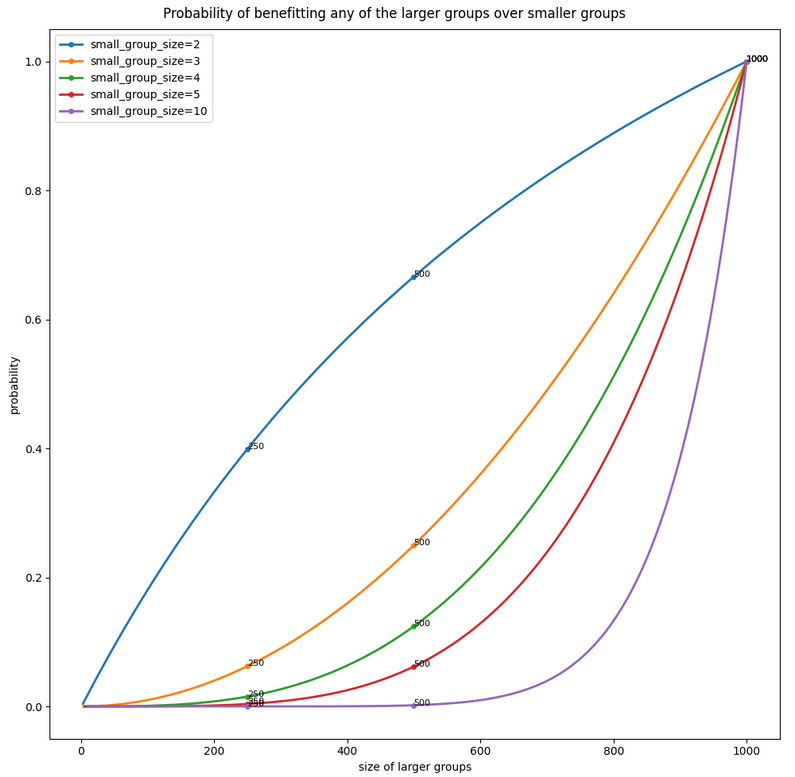 Probability of benefitting any of the larger groups over smaller groups
small_group_size=2
small_group_size=3
small_group_size=4
small_group_size=5
small_group_size=10
1000
1.0
0.8
500
0.6
probability
250
0.4
500
0.2
500
250
500
250
250
500
0.0
0
200
400
600
800
1000
size of larger groups